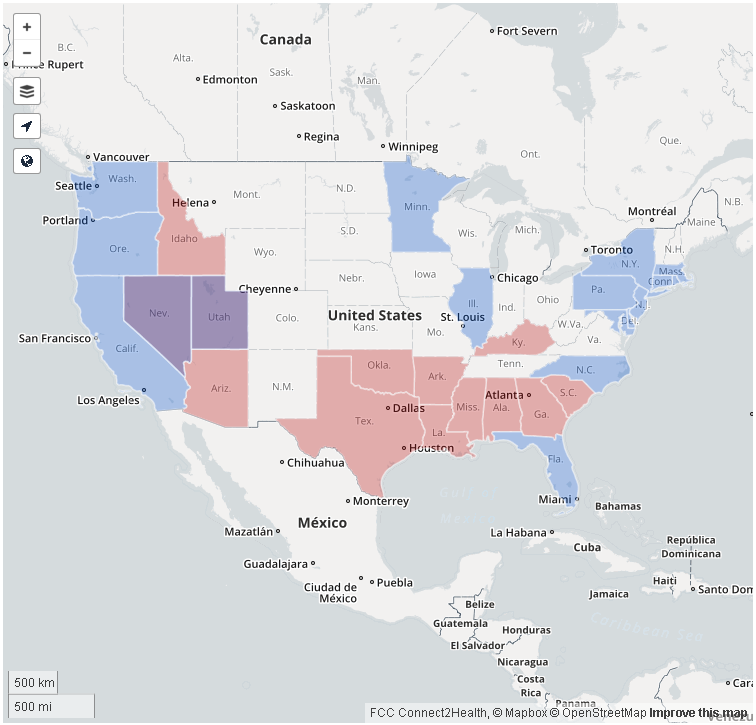 +
−
Canada
Fort Severn
B.C.
Prince Rupert
Alta.
Edmonton
Sask.
Man.
Saskatoon
Regina
Winnipeg
Ont.
Que.
Vancouver
Seattle
Wash.
Portland
Ore.
Helena
Mont.
Idaho
N.D.
Minn.
S.D.
Wis.
Mich.
Montréal
N.B.
Maine
N.H.
Toronto
N.Y.
Mass.
Conn.
Wyo.
Cheyenne
Nebr.
Iowa
Chicago
Ill.
Ind.
Ohio
Pa.
N.J.
Del.
San Francisco
Nev.
Utah
Colo.
United States
Kans.
Mo.
St. Louis
W.Va.
Va.
Ky.
Calif.
Los Angeles
Ariz.
N.M.
Okla.
Ark.
Tenn.
N.C.
S.C.
Atlanta
Tex.
Dallas
Miss.
Ala.
Ga.
La.
Houston
Fla.
Chihuahua
Monterrey
Gulf of
Mexico
Miami
Bahamas
México
Mazatlán
La Habana
Cuba
República
Dominicana
Guadalajara
Ciudad de
México
Puebla
Haiti
Santo Dom
Jamaica
Belize
Caribbean Sea
Guatemala
Honduras
El Salvador
Nicaragua
Costa
Rica
Panama
Cara
500 km
500 mi
FCC Connect2Health, © Mapbox © OpenStreetMap Improve this map